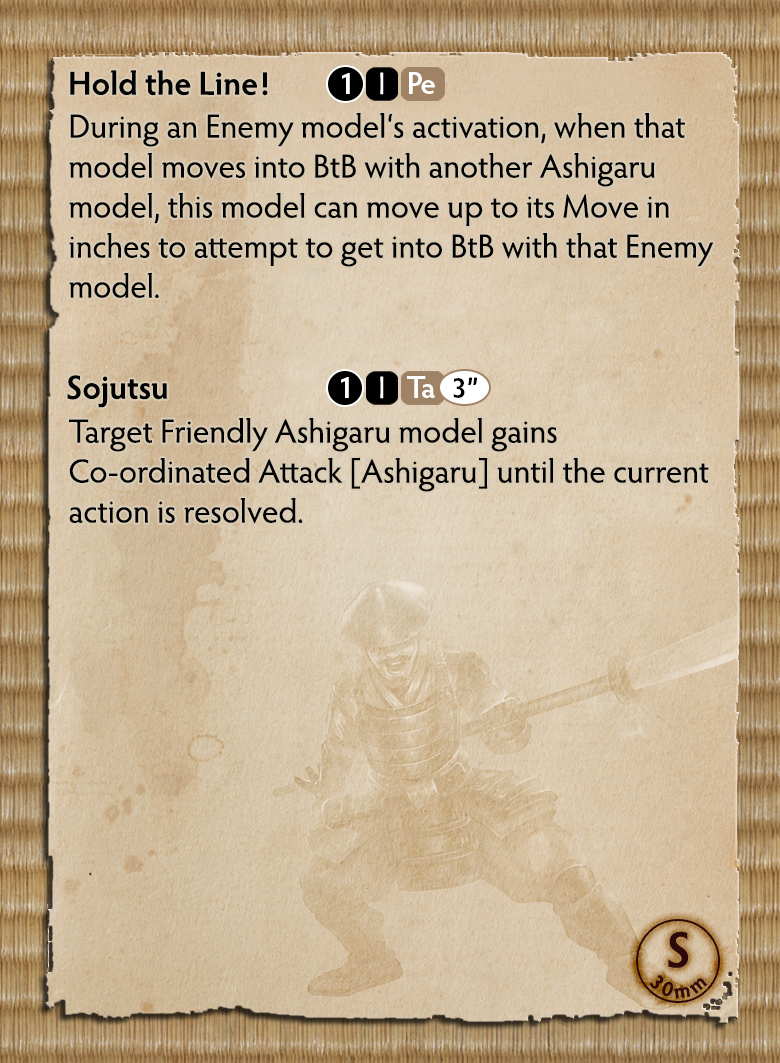 Hold the Line! 1 I Pe
During an Enemy model‘s activation, when that
model moves into BtB with another Ashigaru
model, this model can move up to its Move in
inches to attempt to get into BtB with that Enemy
model.
Sojutsu 1 I Ta 3”
Target Friendly Ashigaru model gains
Co-ordinated Attack [Ashigaru] until the current
action is resolved.
S
30mm